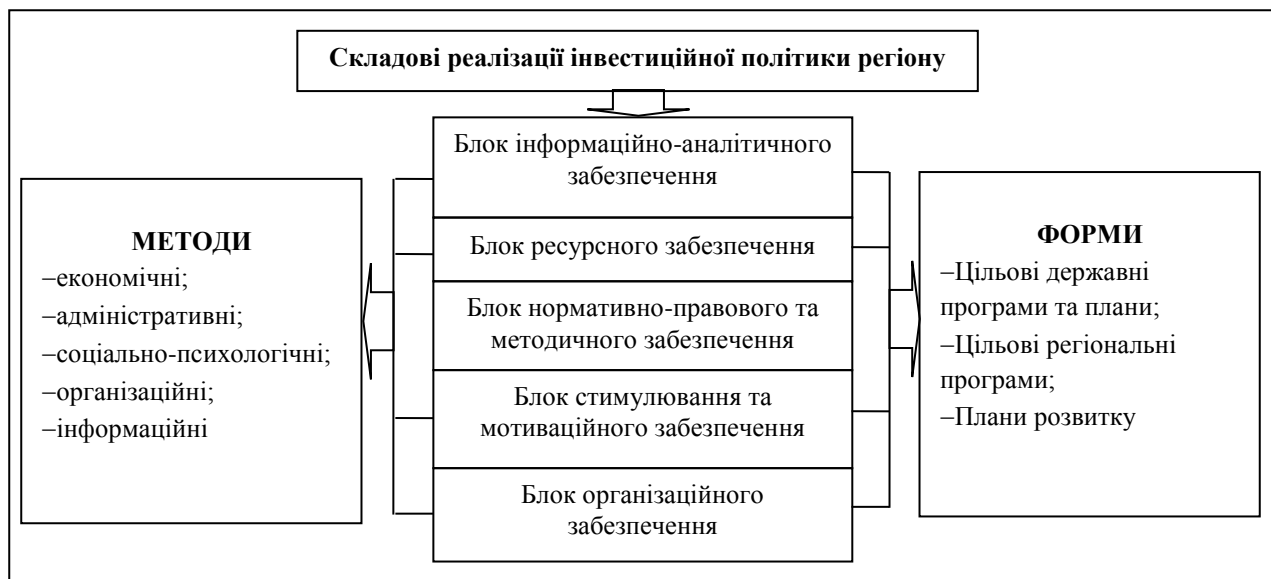 Складові реалізації інвестиційної політики регіону
Блок інформаційно-аналітичного
забезпечення
Блок ресурсного забезпечення
Блок нормативно-правового та
методичного забезпечення
Блок стимулювання та
мотиваційного забезпечення
Блок організаційного
забезпечення
МЕТОДИ
–економічні;
–адміністративні;
–соціально-психологічні;
–організаційні;
–інформаційні
ФОРМИ
–Цільові державні
програми та плани;
–Цільові регіональні
програми;
–Плани розвитку